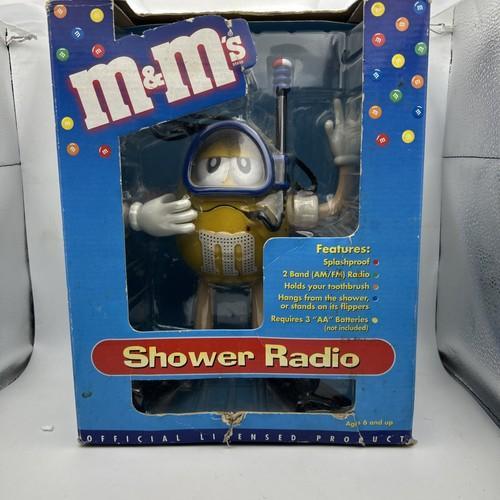 m&m's
Features:
Splashproof
2 Band (AM/FM) Radio
Holds your toothbrush
Hangs from the shower,
or stands on its flippers
Requires 3 "AA" Batteries
(not included)
m
Shower Radio
Ages 6 and up
OFFICIAL LICENSED PRODUCT